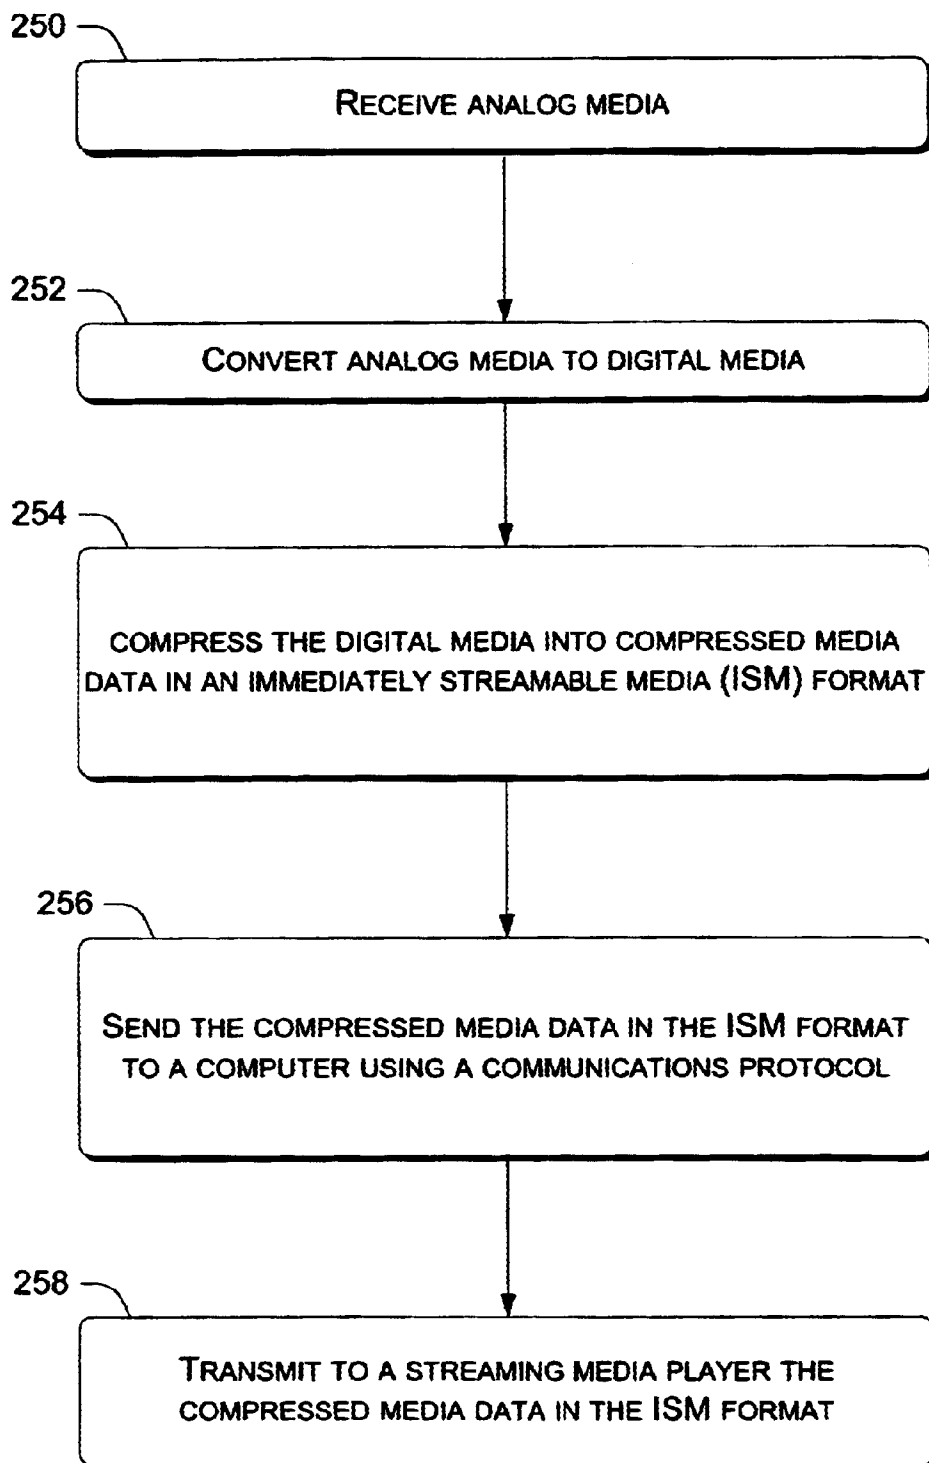 250
RECEIVE ANALOG MEDIA
252
CONVERT ANALOG MEDIA TO DIGITAL MEDIA
254
COMPRESS THE DIGITAL MEDIA INTO COMPRESSED MEDIA
DATA IN AN IMMEDIATELY STREAMABLE MEDIA (ISM) FORMAT
256
SEND THE COMPRESSED MEDIA DATA IN THE ISM FORMAT
TO A COMPUTER USING A COMMUNICATIONS PROTOCOL
258
TRANSMIT TO A STREAMING MEDIA PLAYER THE
COMPRESSED MEDIA DATA IN THE ISM FORMAT